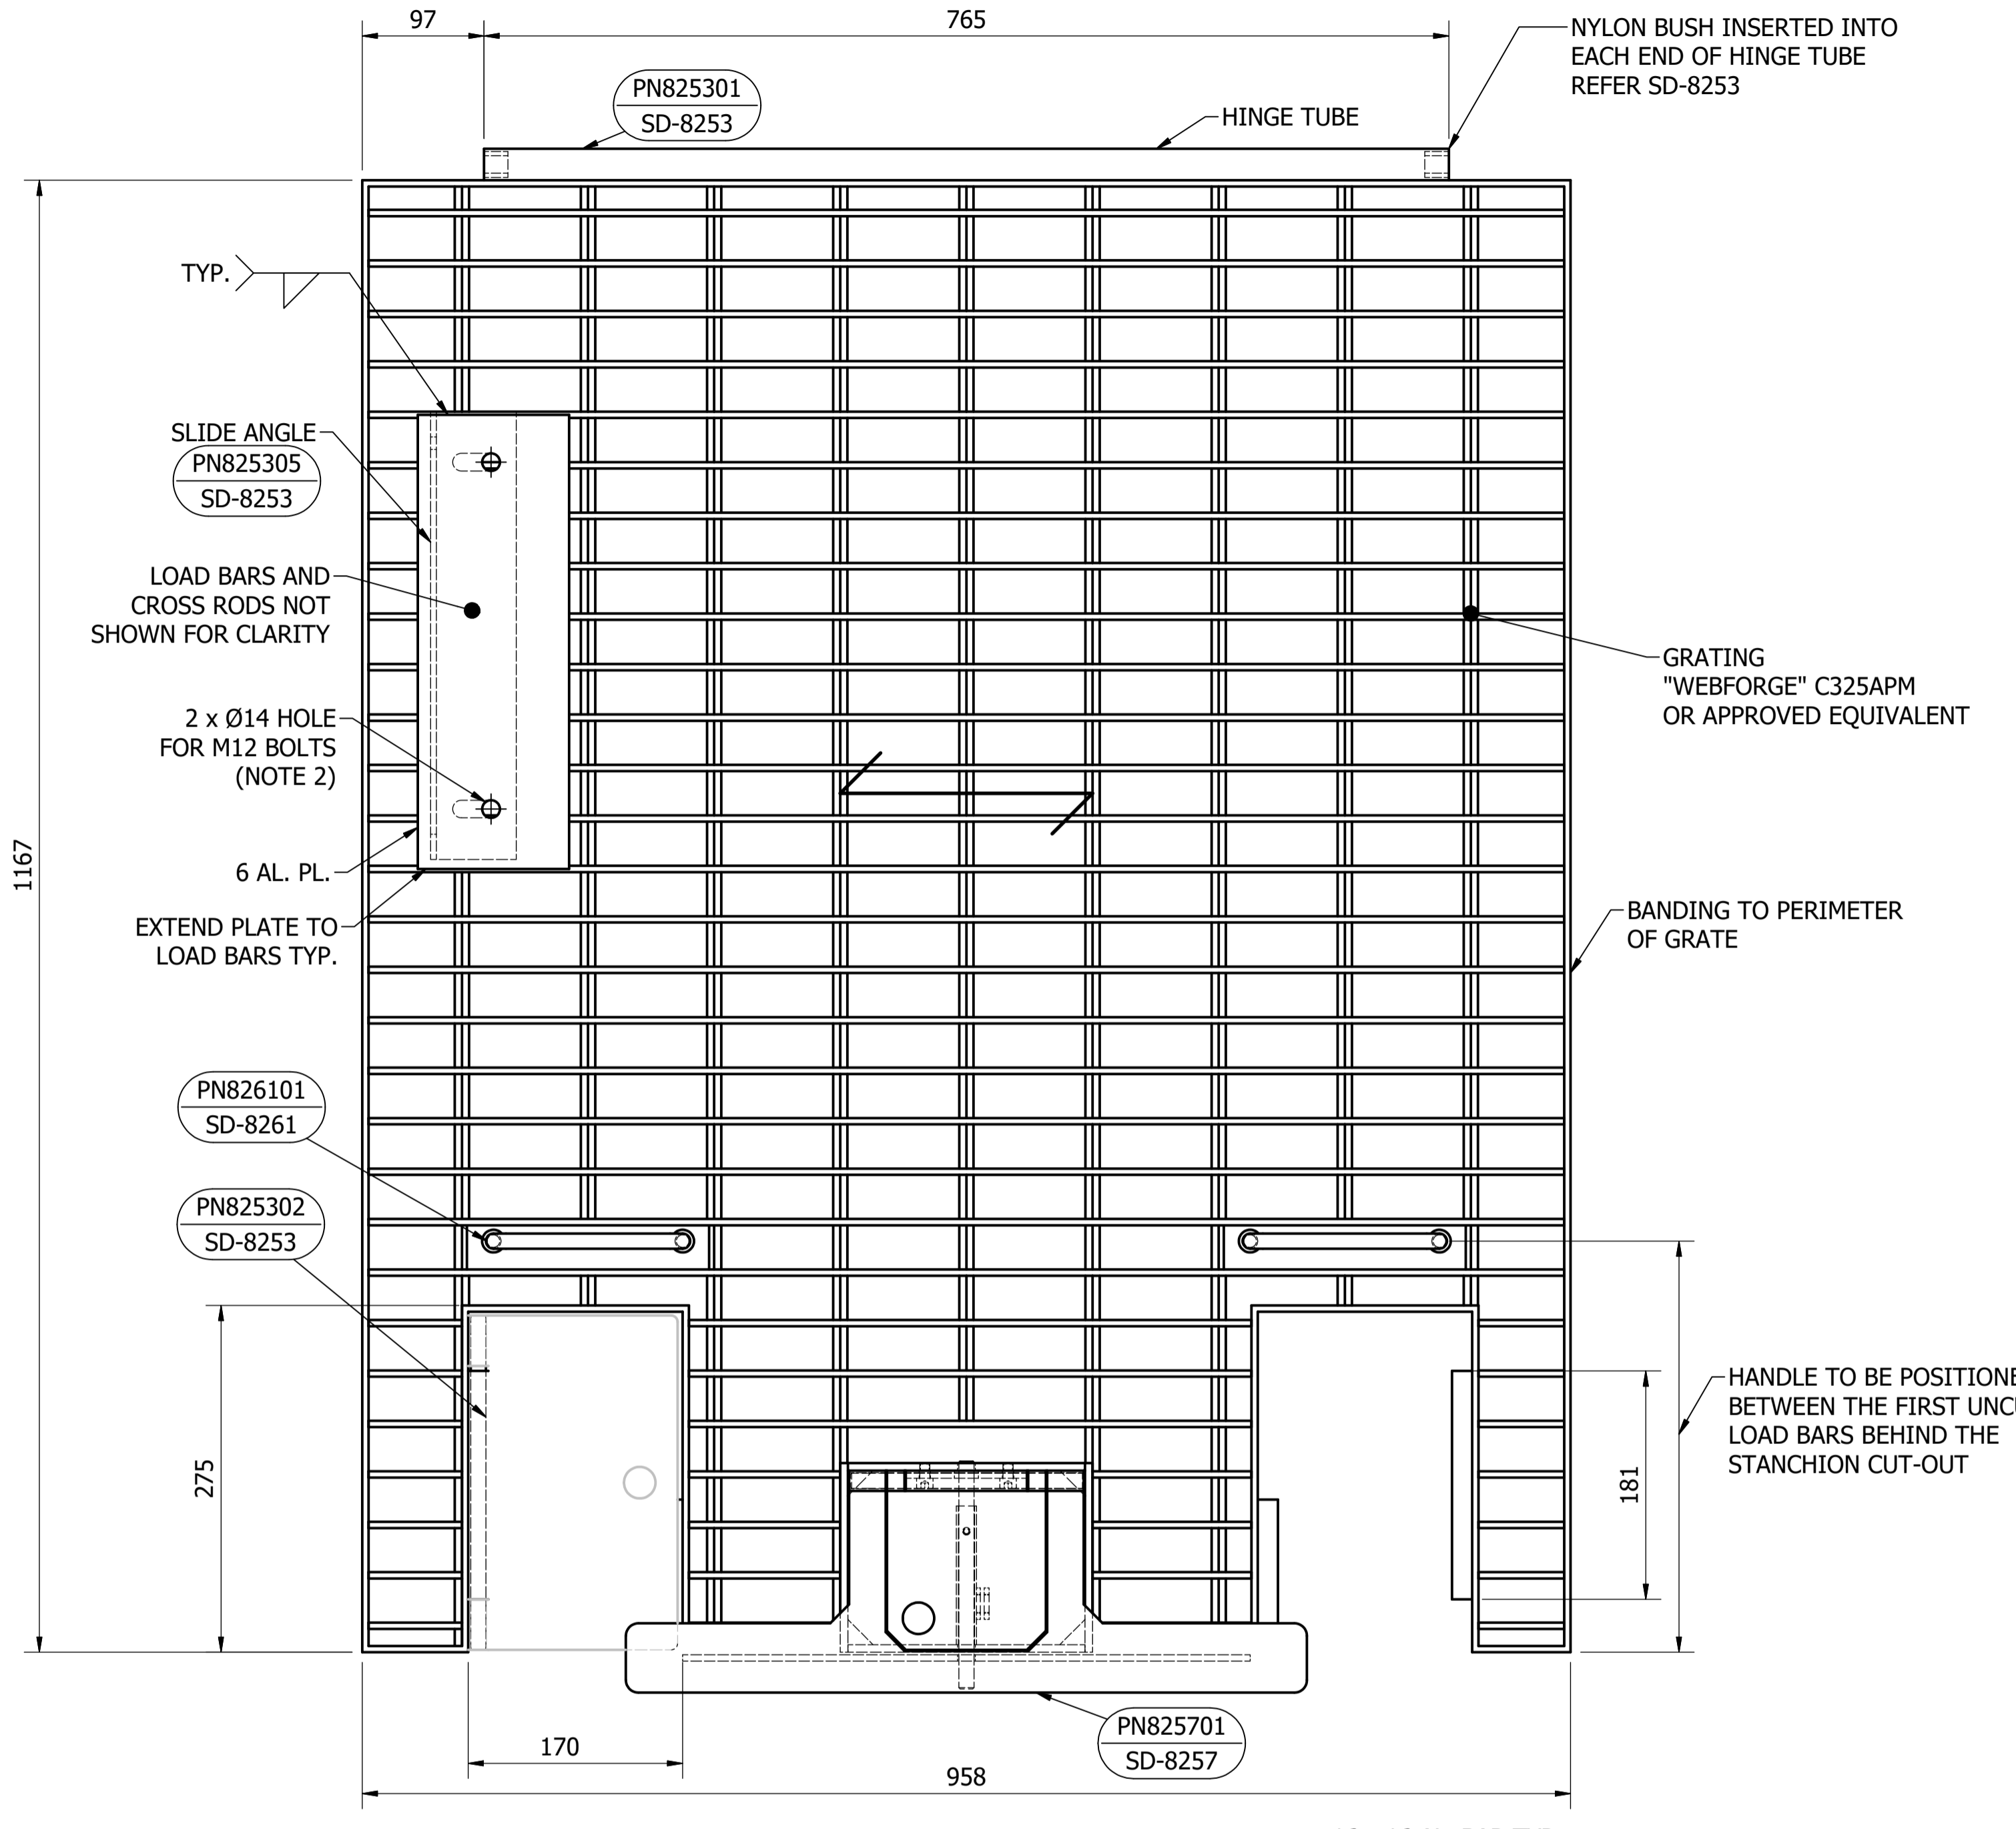 97
765
NYLON BUSH INSERTED INTO
EACH END OF HINGE TUBE
REFER SD-8253
PN825301
SD-8253
HINGE TUBE
TYP.
SLIDE ANGLE
PN825305
SD-8253
LOAD BARS AND
CROSS RODS NOT
SHOWN FOR CLARITY
GRATING
"WEBFORGE" C325APM
OR APPROVED EQUIVALENT
2 x Ø14 HOLE
FOR M12 BOLTS
(NOTE 2)
1167
6 AL. PL.
EXTEND PLATE TO
LOAD BARS TYP.
BANDING TO PERIMETER
OF GRATE
PN826101
SD-8261
PN825302
SD-8253
HANDLE TO BE POSITIONE
BETWEEN THE FIRST UNC
LOAD BARS BEHIND THE
STANCHION CUT-OUT
275
181
PN825701
SD-8257
170
958